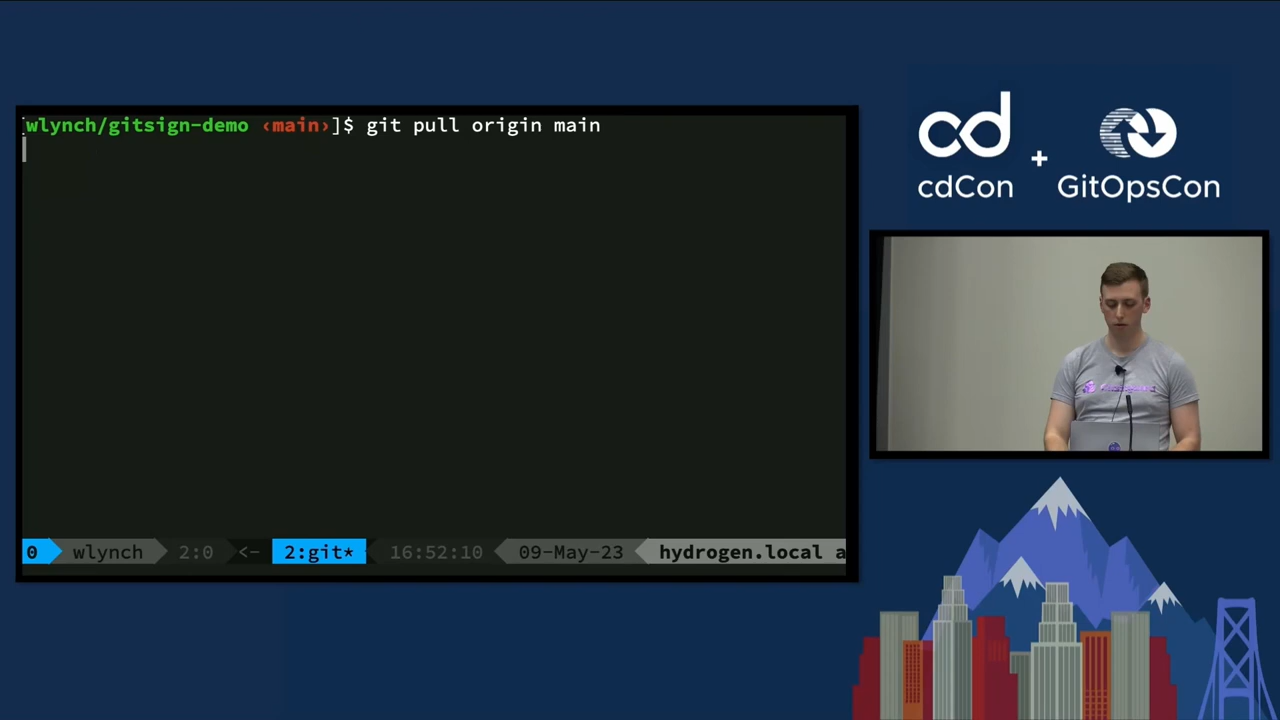 [wlynch/gitsign-demo ‹main›]$ git pull origin main
0 wlynch 2:0 <- 2:git* 16:52:10 09-May-23 hydrogen.local a
cd + 
cdCon GitOpsCon